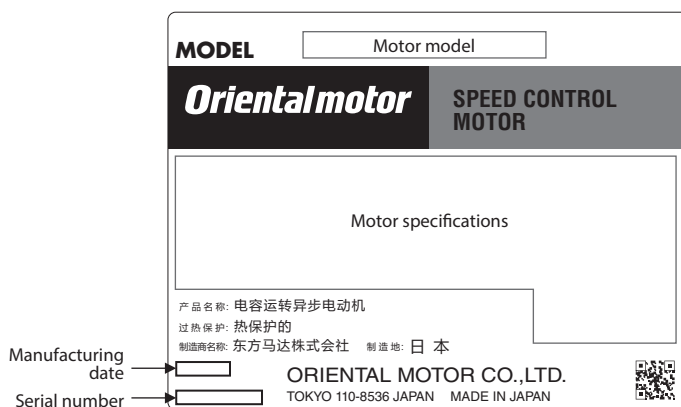 MODEL
Motor model
Orientalmotor
SPEED CONTROL
MOTOR
Motor specifications
产品名称: 电容运转异步电动机
过热保护: 热保护的
制造商名称: 东方马达株式会社 制造地: 日 本
Manufacturing
date
ORIENTAL MOTOR CO.,LTD.
Serial number
TOKYO 110-8536 JAPAN MADE IN JAPAN